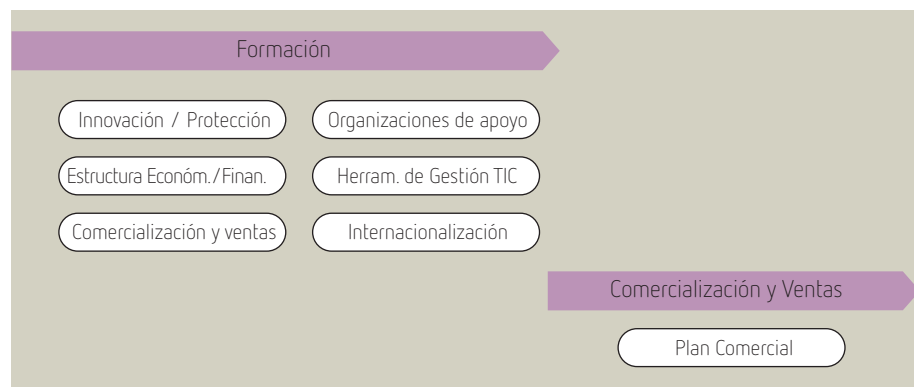 Formación
Innovación / Protección
Organizaciones de apoyo
Estructura Económ./Finan.
Herram. de Gestión TIC
Comercialización y ventas
Internacionalización
Comercialización y Ventas
Plan Comercial